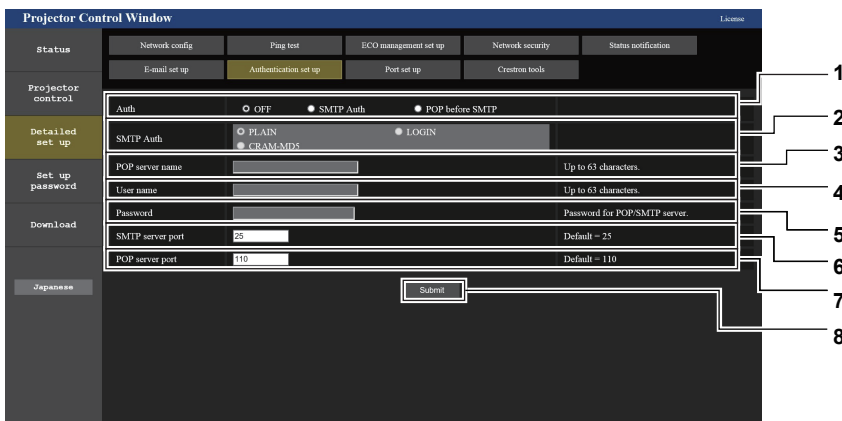 Projector Control Window
License
Status
Network config
Ping test
ECO management set up
Network security
Status notification
E-mail set up
Authentication set up
Port set up
Crestron tools
Projector
control
Detailed
set up
Set up
password
Download
Japanese
Auth
OFF
SMTP Auth
POP before SMTP
1
SMTP Auth
PLAIN
LOGIN
CRAM-MD5
2
POP server name
Up to 63 characters.
3
User name
Up to 63 characters.
4
Password
Password for POP/SMTP server.
5
SMTP server port
25
Default = 25
6
POP server port
110
Default = 110
7
Submit
8